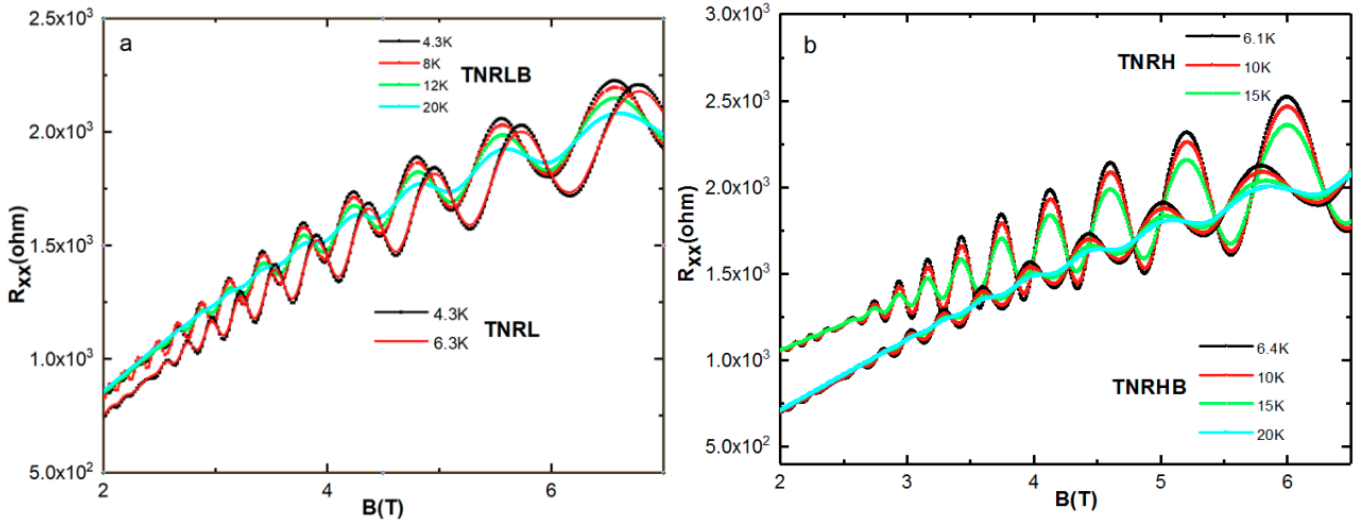 a
2.5x10³
2.0x10³
1.5x10³
1.0x10³
5.0x10²
Rxx(ohm)
2
4
6
B(T)
4.3K
8K
12K
20K
TNRLB
4.3K
6.3K
TNRL
b
3.0x10³
2.5x10³
2.0x10³
1.5x10³
1.0x10³
5.0x10²
Rxx(ohm)
2
3
4
5
6
B(T)
TNRH
6.1K
10K
15K
TNRHB
6.4K
10K
15K
20K